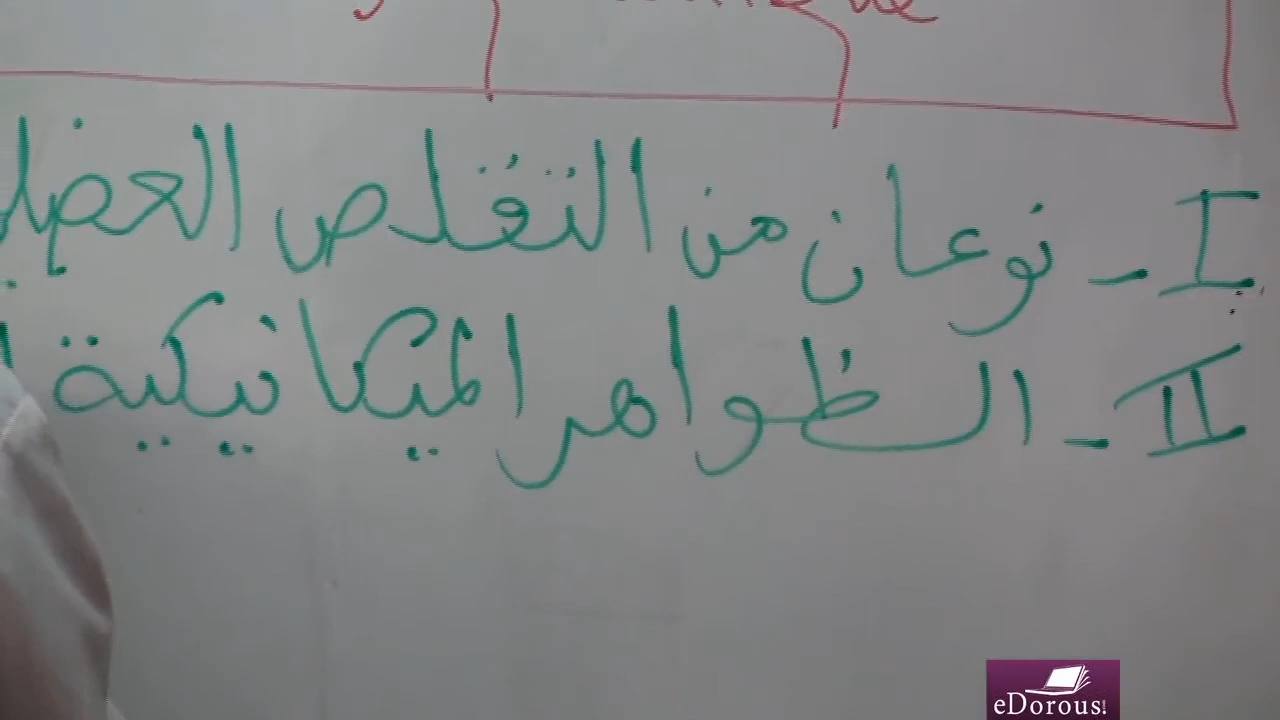 I - نوعان من التقلص
II - الظواهر الميكانيكية
eDorous!